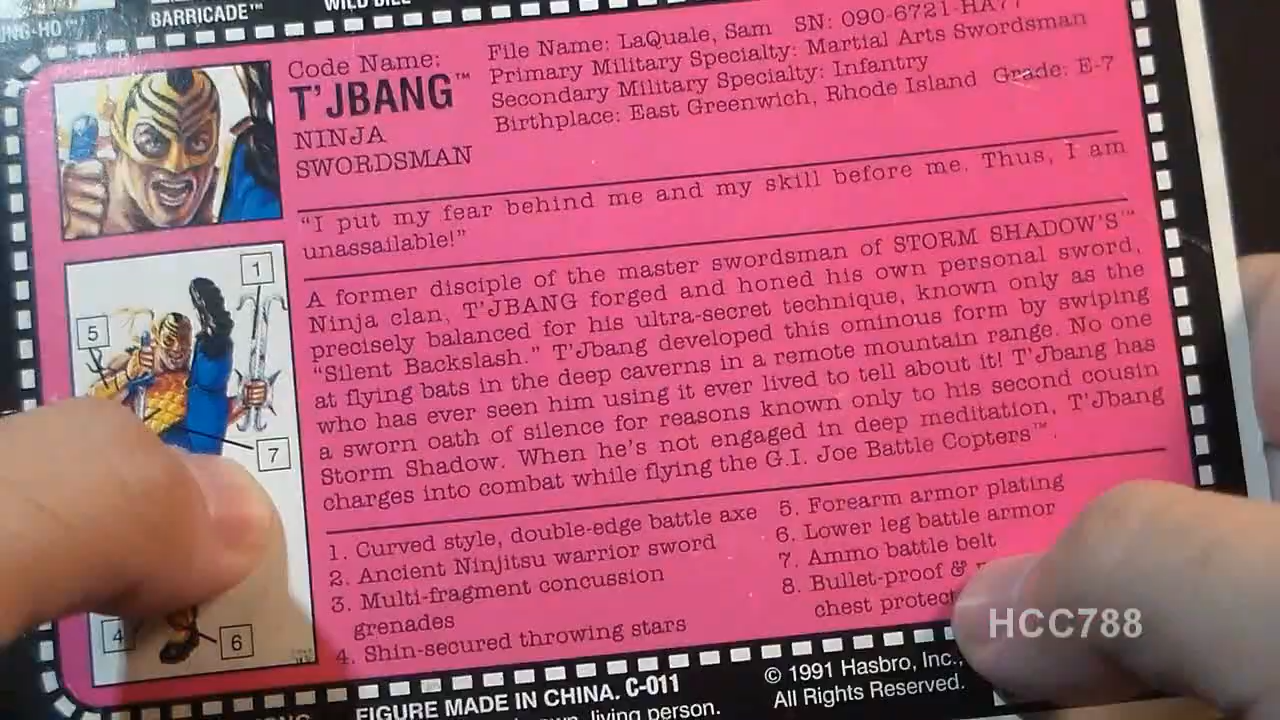 BARRICADE™
WILD BILL
Code Name:
T'JBANG™
NINJA
SWORDSMAN
File Name: LaQuale, Sam SN: 090-6721-HA77
Primary Military Specialty: Martial Arts Swordsman
Secondary Military Specialty: Infantry
Birthplace: East Greenwich, Rhode Island Grade: E-7
"I put my fear behind me and my skill before me. Thus, I am
unassailable!"
A former disciple of the master swordsman of STORM SHADOW'S™
Ninja clan, T'JBANG forged and honed his own personal sword,
precisely balanced for his ultra-secret technique, known only as the
"Silent Backslash." T'Jbang developed this ominous form by swiping
at flying bats in the deep caverns in a remote mountain range. No one
who has ever seen him using it ever lived to tell about it! T'Jbang has
a sworn oath of silence for reasons known only to his second cousin
Storm Shadow. When he's not engaged in deep meditation, T'Jbang
charges into combat while flying the G.I. Joe Battle Copters™.
1
5
7
4
6
1. Curved style, double-edge battle axe
2. Ancient Ninjitsu warrior sword
3. Multi-fragment concussion
grenades
4. Shin-secured throwing stars
5. Forearm armor plating
6. Lower leg battle armor
7. Ammo battle belt
8. Bullet-proof &
chest protect
HCC788
FIGURE MADE IN CHINA. C-011
© 1991 Hasbro, Inc.,
All Rights Reserved.
living person.